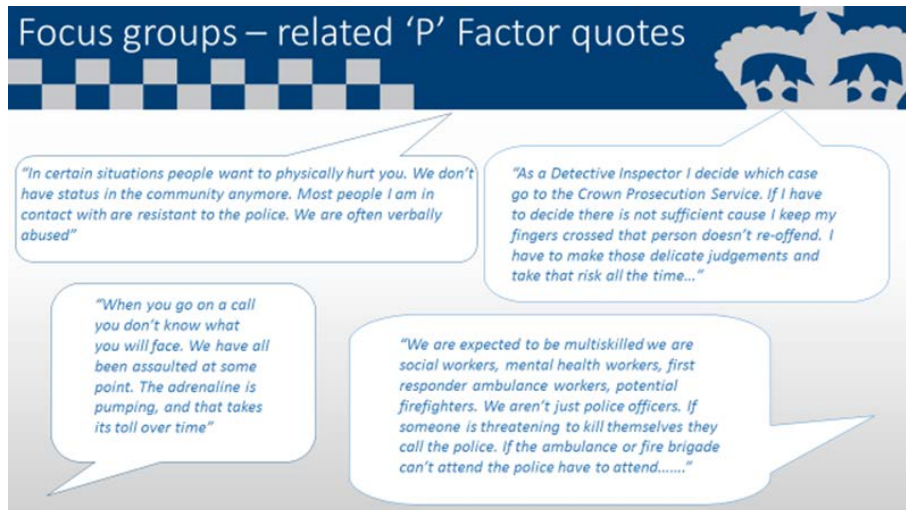 Focus groups – related ‘P’ Factor quotes
“In certain situations people want to physically hurt you. We don’t
have status in the community anymore. Most people I am in
contact with are resistant to the police. We are often verbally
abused”
“As a Detective Inspector I decide which case
go to the Crown Prosecution Service. If I have
to decide there is not sufficient cause I keep my
fingers crossed that person doesn’t re-offend. I
have to make those delicate judgements and
take that risk all the time…”
“When you go on a call
you don’t know what
you will face. We have all
been assaulted at some
point. The adrenaline is
pumping, and that takes
its toll over time”
“We are expected to be multiskilled we are
social workers, mental health workers, first
responder ambulance workers, potential
firefighters. We aren’t just police officers. If
someone is threatening to kill themselves they
call the police. If the ambulance or fire brigade
can’t attend the police have to attend…….”